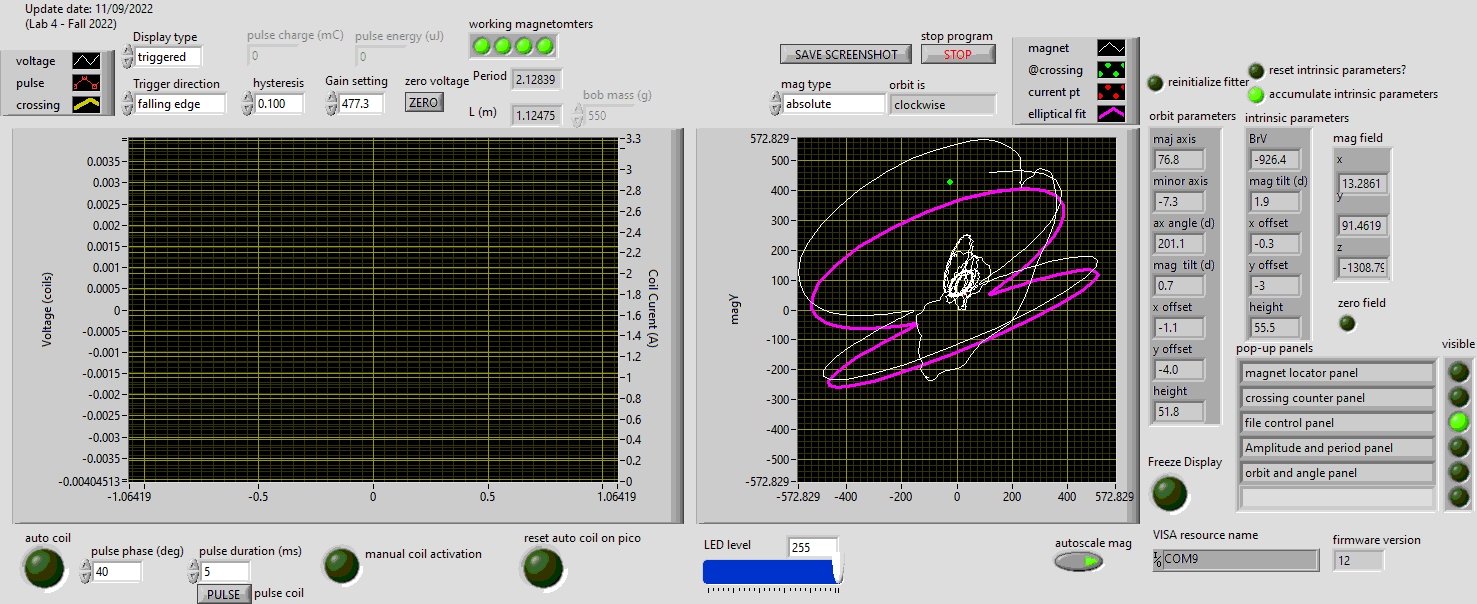 Update date: 11/09/2022
(Lab 4 - Fall 2022)
voltage
pulse
crossing
Display type
triggered
Trigger direction
falling edge
pulse charge (mC)
0
pulse energy (uJ)
0
hysteresis
0.100
Gain setting
477.3
zero voltage
ZERO
working magnetomters
Period
2.12839
L (m)
1.12475
bob mass (g)
550
SAVE SCREENSHOT
stop program
STOP
mag type
absolute
orbit is
clockwise
magnet
@crossing
current pt
elliptical fit
reinitialize fitter
reset intrinsic parameters?
accumulate intrinsic parameters
Voltage (coils)
0.0035
0.003
0.0025
0.002
0.0015
0.001
0.0005
0
-0.0005
-0.001
-0.0015
-0.002
-0.0025
-0.003
-0.0035
-0.00404513
-1.06419
-0.5
0
0.5
1.06419
3.3
3
2.8
2.6
2.4
2.2
2
1.8
1.6
1.4
1.2
1
0.8
0.6
0.4
0.2
0
Coil Current (A)
magy
572.829
500
400
300
200
100
0
-100
-200
-300
-400
-500
-572.829
-572.829
-400
-200
0
200
400
572.829
orbit parameters
maj axis
76.8
minor axis
-7.3
ax angle (d)
201.1
mag tilt (d)
0.7
x offset
-1.1
y offset
-4.0
height
51.8
intrinsic parameters
BrV
-926.4
mag tilt (d)
1.9
x offset
-0.3
y offset
-3
height
55.5
mag field
x
13.2861
y
91.4619
z
-1308.79
zero field
pop-up panels
visible
magnet locator panel
crossing counter panel
file control panel
Amplitude and period panel
orbit and angle panel
Freeze Display
auto coil
pulse phase (deg)
40
pulse duration (ms)
5
PULSE
pulse coil
manual coil activation
reset auto coil on pico
LED level
255
autoscale mag
VISA resource name
COM9
firmware version
12